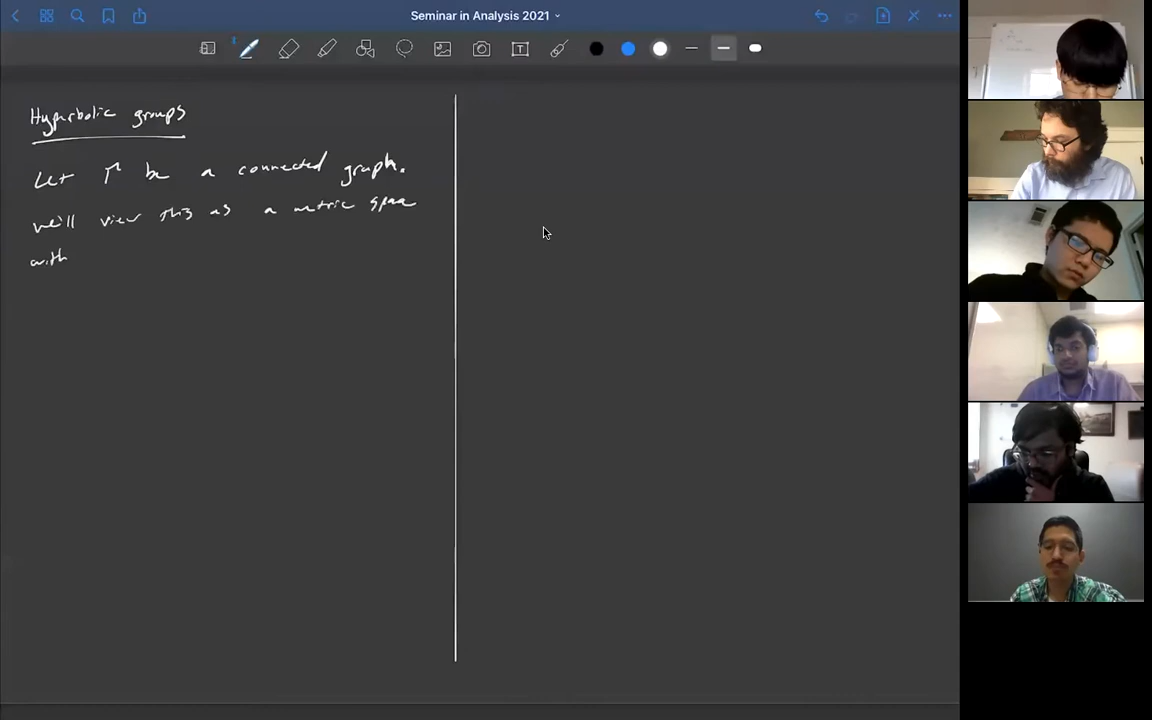 Seminar in Analysis 2021
Hyperbolic groups
Let Γ be a connected graph.
we'll view this as a metric space
with